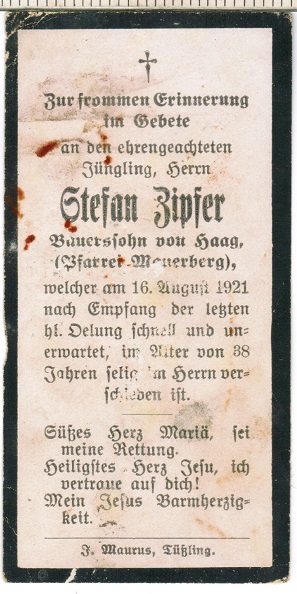 Zur frommen Erinnerung
im Gebete
an den ehrengeachteten
Jüngling, Herrn
Stefan Zipfer
Bauerssohn von Haag,
(Pfarrei Mauerberg),
welcher am 16. August 1921
nach Empfang der letzten
hl. Oelung schnell und un-
erwartet, im Alter von 38
Jahren selig im Herrn ver-
schieden ist.
Süßes Herz Mariä, sei
meine Rettung.
Heiligstes Herz Jesu, ich
vertraue auf dich!
Mein Jesus Barmherzig-
keit.
J. Maurus, Tüßling.